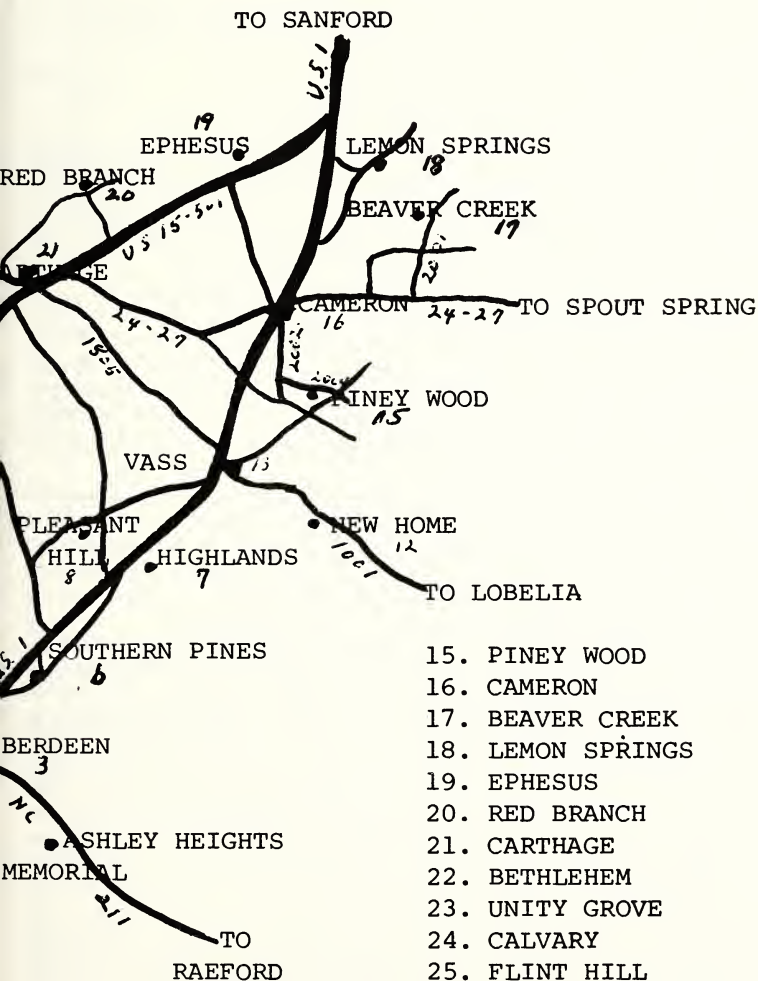 TO SANFORD
U.S.1
19
EPHESUS
LEMON SPRINGS
18
RED BRANCH
20
BEAVER CREEK
17
US 15-501
21
ARTHAGE
CAMERON
16
24-27
TO SPOUT SPRING
24-27
PINEY WOOD
15
VASS
NEW HOME
12
1001
PLEASANT
HILL
8
HIGHLANDS
7
TO LOBELIA
S. 1
SOUTHERN PINES
6
BERDEEN
3
NC
ASHLEY HEIGHTS
MEMORIAL
211
TO
RAEFORD
15. PINEY WOOD
16. CAMERON
17. BEAVER CREEK
18. LEMON SPRINGS
19. EPHESUS
20. RED BRANCH
21. CARTHAGE
22. BETHLEHEM
23. UNITY GROVE
24. CALVARY
25. FLINT HILL